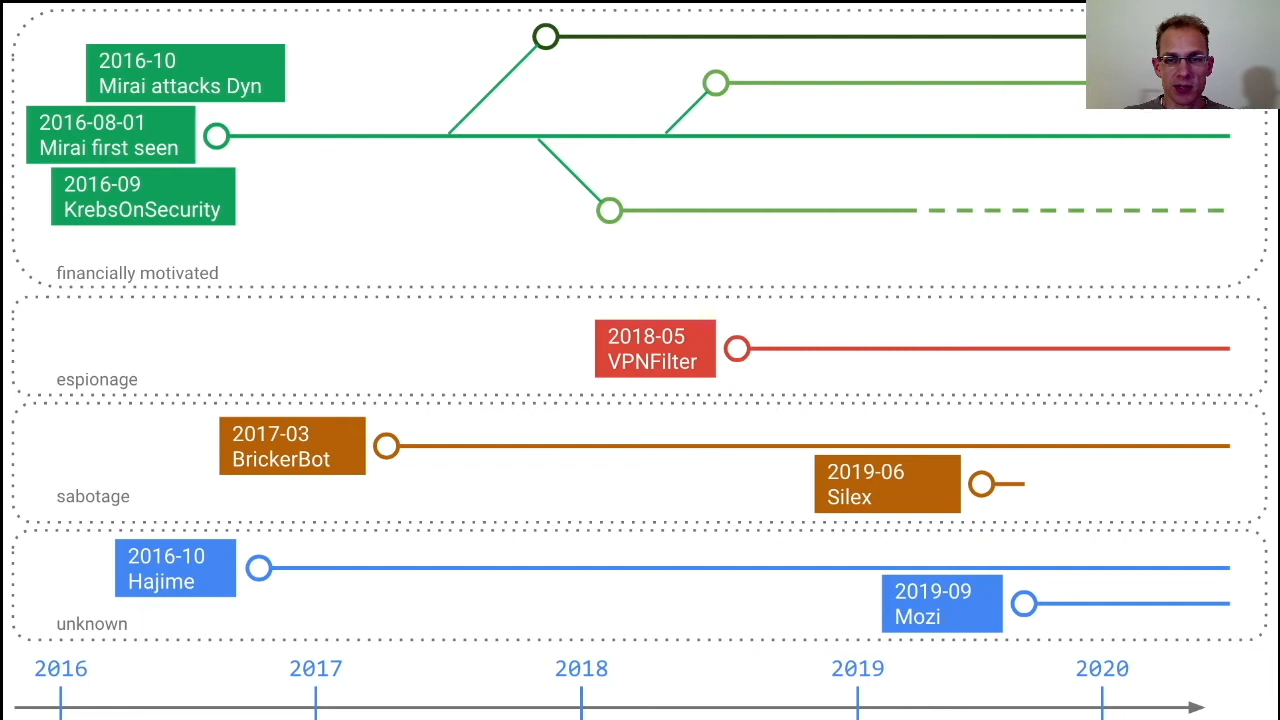 2016-10
Mirai attacks Dyn
2016-08-01
Mirai first seen
2016-09
KrebsOnSecurity
financially motivated
2018-05
VPNFilter
espionage
2017-03
BrickerBot
2019-06
Silex
sabotage
2016-10
Hajime
2019-09
Mozi
unknown
2016
2017
2018
2019
2020